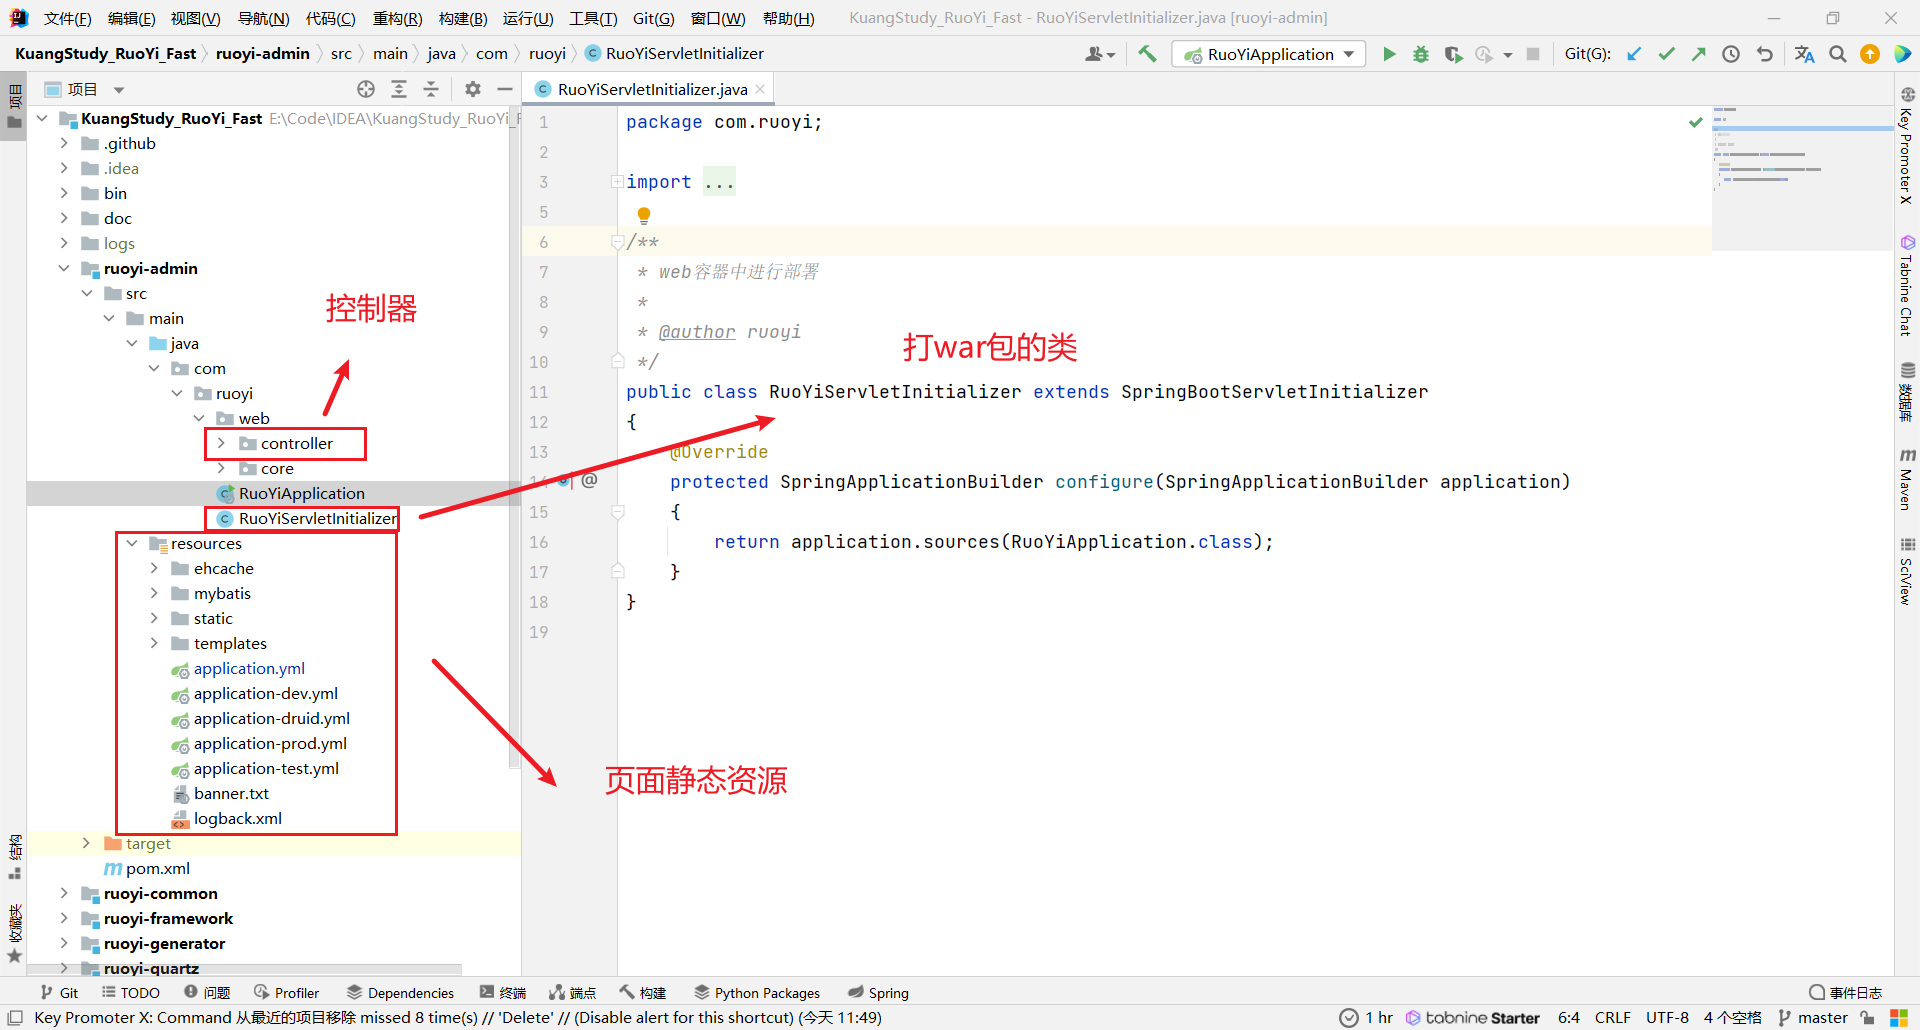 文件(F) 编辑(E) 视图(V) 导航(N) 代码(C) 重构(R) 构建(B) 运行(U) 工具(T) Git(G) 窗口(W) 帮助(H) KuangStudy_RuoYi_Fast - RuoYiServletInitializer.java [ruoyi-admin]
KuangStudy_RuoYi_Fast ruoyi-admin src main java com ruoyi RuoYiServletInitializer RuoYiApplication Git(G):
项目
RuoYiServletInitializer.java
项目
KuangStudy_RuoYi_Fast E:\Code\IDEA\KuangStudy_RuoYi_F
.github
.idea
bin
doc
logs
ruoyi-admin
src
main
java
com
ruoyi
web
controller
core
RuoYiApplication
RuoYiServletInitializer
resources
ehcache
mybatis
static
templates
application.yml
application-dev.yml
application-druid.yml
application-prod.yml
application-test.yml
banner.txt
logback.xml
target
pom.xml
ruoyi-common
ruoyi-framework
ruoyi-generator
ruoyi-quartz
控制器
打war包的类
页面静态资源
1 package com.ruoyi;
2
3 import ...
5
6 /**
7 * web容器中进行部署
8 *
9 * @author ruoyi
10 */
11 public class RuoYiServletInitializer extends SpringBootServletInitializer
12 {
13 @Override
14 @ protected SpringApplicationBuilder configure(SpringApplicationBuilder application)
15 {
16 return application.sources(RuoYiApplication.class);
17 }
18 }
19
Key Promoter X
Tabnine Chat
数据库
Maven
SciView
结构
收藏夹
Git TODO 问题 Profiler Dependencies 终端 端点 构建 Python Packages Spring 事件日志
Key Promoter X: Command 从最近的项目移除 missed 8 time(s) // 'Delete' // (Disable alert for this shortcut) (今天 11:49) 1 hr tabnine Starter 6:4 CRLF UTF-8 4 个空格 master